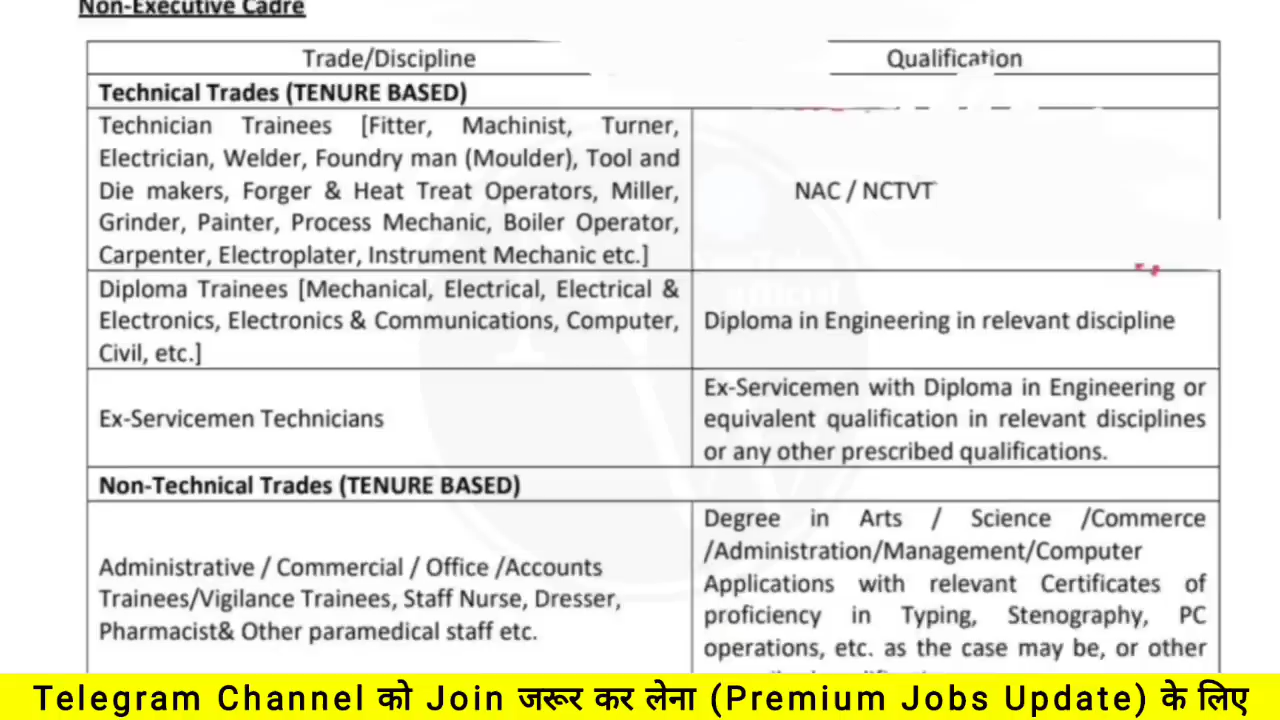 Non-Executive Cadre
Trade/Discipline
Qualification
Technical Trades (TENURE BASED)
Technician Trainees [Fitter, Machinist, Turner,
Electrician, Welder, Foundry man (Moulder), Tool and
Die makers, Forger & Heat Treat Operators, Miller,
Grinder, Painter, Process Mechanic, Boiler Operator,
Carpenter, Electroplater, Instrument Mechanic etc.]
NAC / NCTVT
Diploma Trainees [Mechanical, Electrical, Electrical &
Electronics, Electronics & Communications, Computer,
Civil, etc.]
Diploma in Engineering in relevant discipline
Ex-Servicemen Technicians
Ex-Servicemen with Diploma in Engineering or
equivalent qualification in relevant disciplines
or any other prescribed qualifications.
Non-Technical Trades (TENURE BASED)
Administrative / Commercial / Office /Accounts
Trainees/Vigilance Trainees, Staff Nurse, Dresser,
Pharmacist& Other paramedical staff etc.
Degree in Arts / Science /Commerce
/Administration/Management/Computer
Applications with relevant Certificates of
proficiency in Typing, Stenography, PC
operations, etc. as the case may be, or other
Telegram Channel को Join जरूर कर लेना (Premium Jobs Update) के लिए